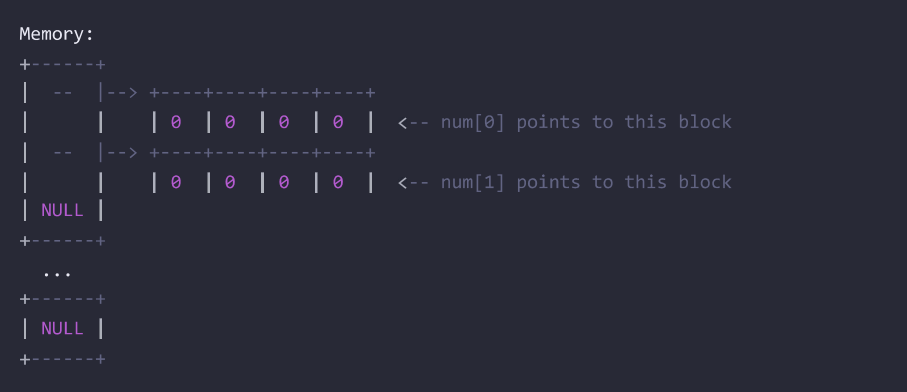 Memory:
+------+
|  --  |--> +----+----+----+----+
|      |    | 0  | 0  | 0  | 0  |  <-- num[0] points to this block
|  --  |--> +----+----+----+----+
|      |    | 0  | 0  | 0  | 0  |  <-- num[1] points to this block
| NULL |
+------+
  ...
+------+
| NULL |
+------+